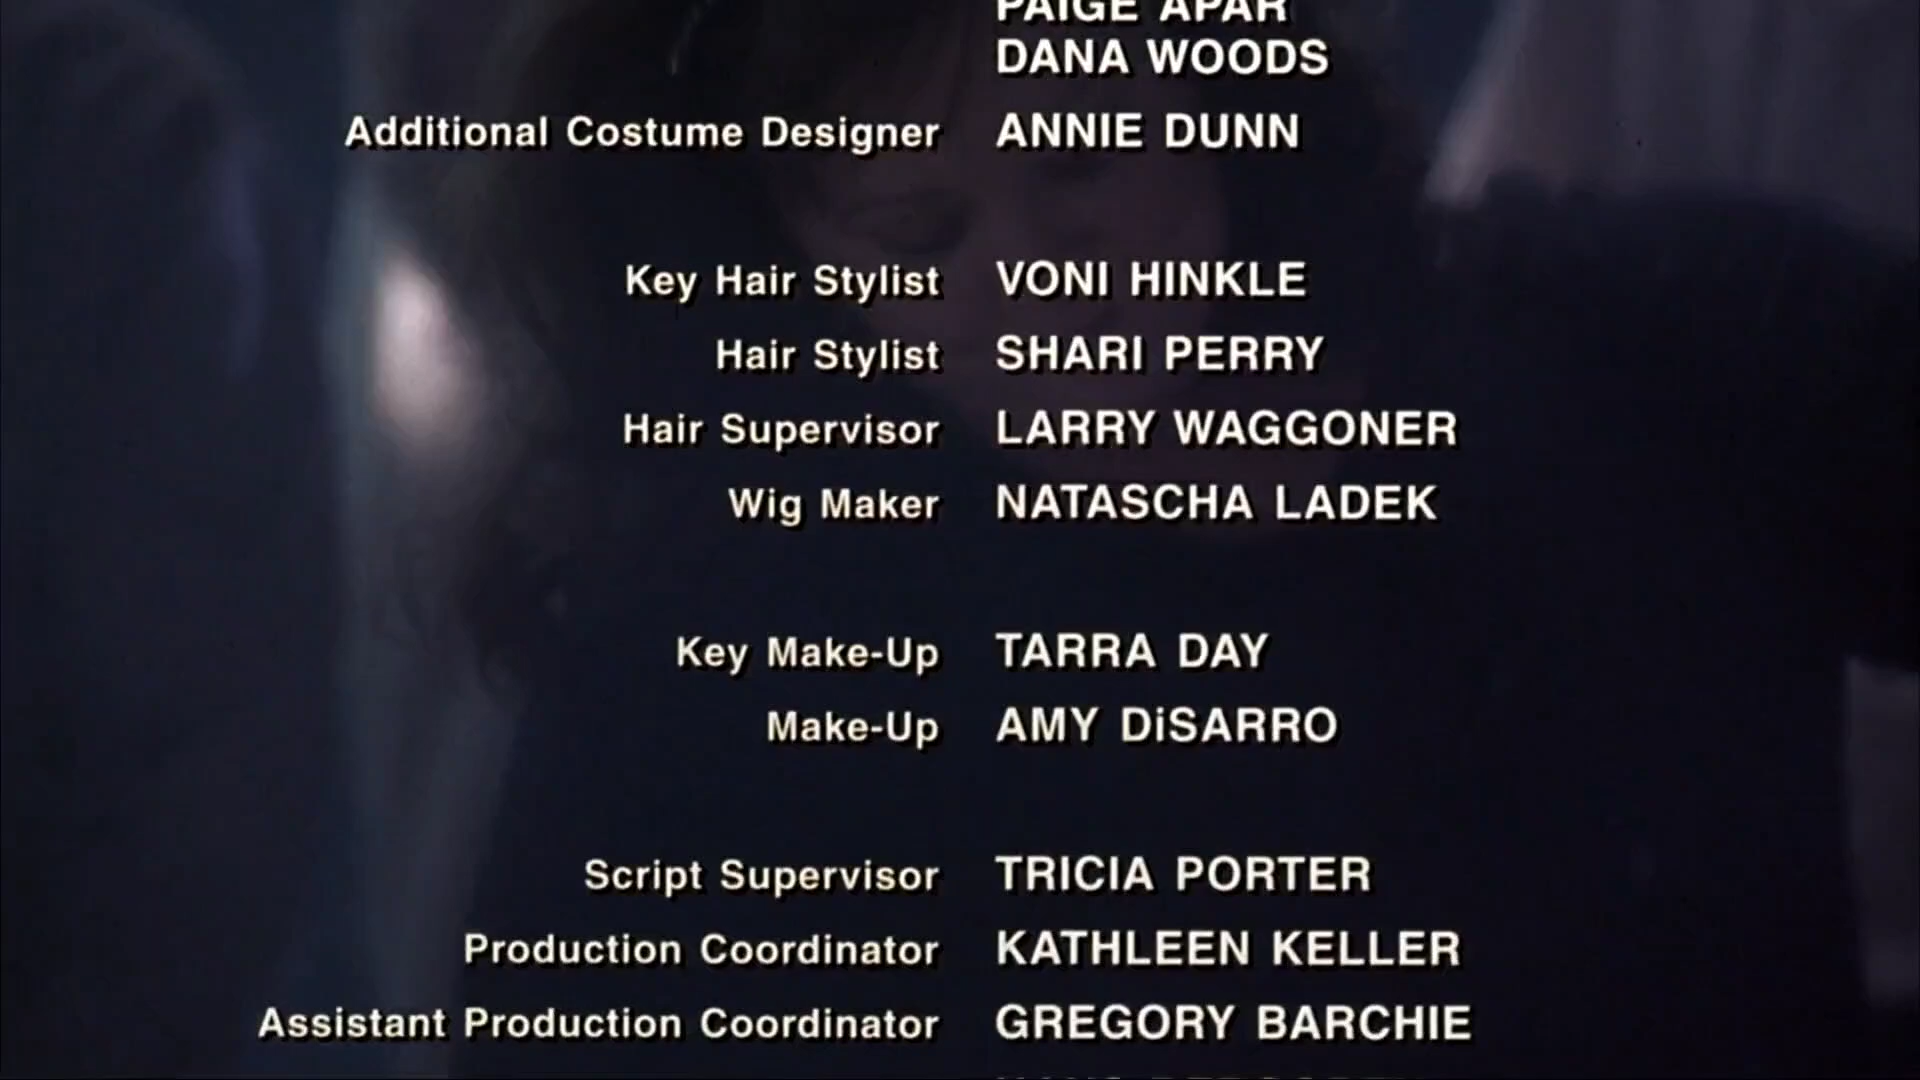 PAIGE APAR
DANA WOODS
Additional Costume Designer ANNIE DUNN
Key Hair Stylist VONI HINKLE
Hair Stylist SHARI PERRY
Hair Supervisor LARRY WAGGONER
Wig Maker NATASCHA LADEK
Key Make-Up TARRA DAY
Make-Up AMY DiSARRO
Script Supervisor TRICIA PORTER
Production Coordinator KATHLEEN KELLER
Assistant Production Coordinator GREGORY BARCHIE